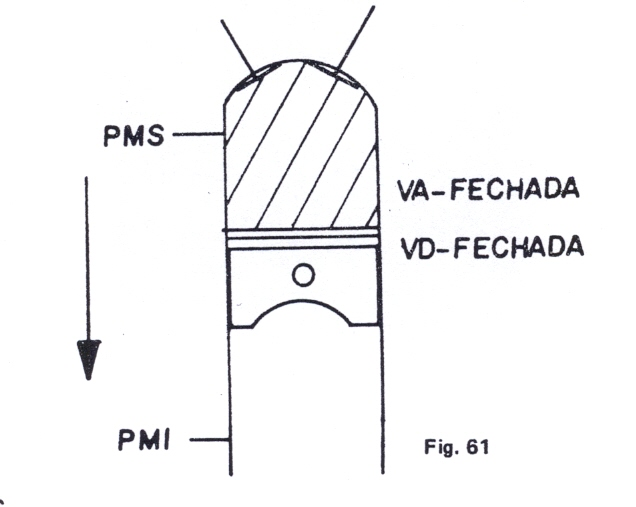 PMS
VA-FECHADA
VD-FECHADA
PMI
Fig. 61